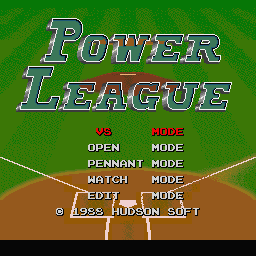 POWER
LEAGUE
VS MODE
OPEN MODE
PENNANT MODE
WATCH MODE
EDIT MODE
© 1988 HUDSON SOFT